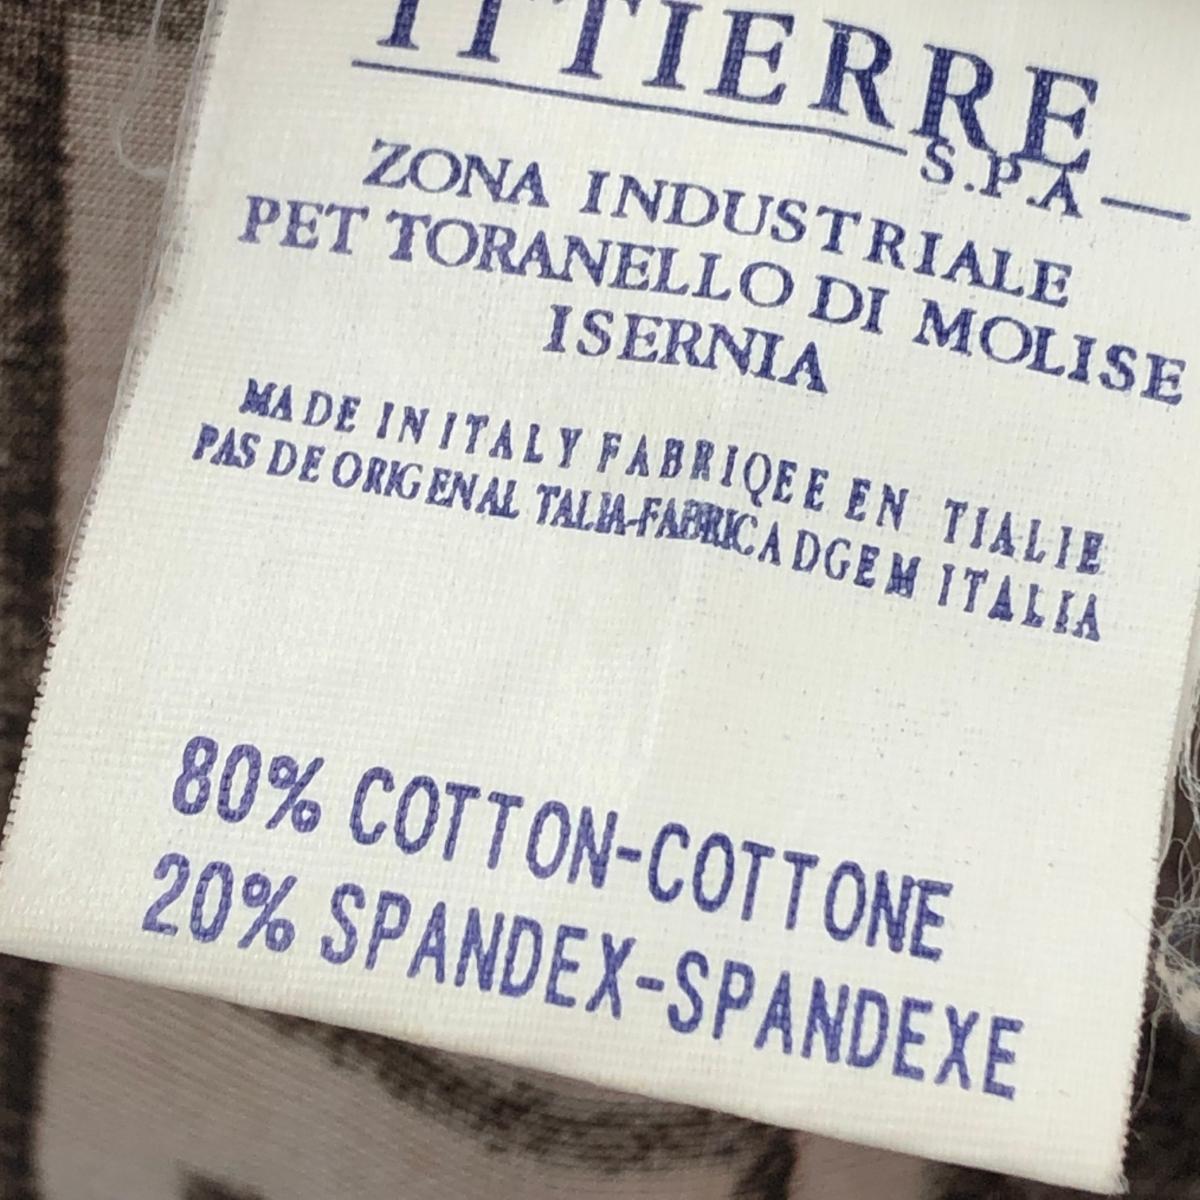 ITTIERRE
S.P.A
ZONA INDUSTRIALE
PET TORANELLO DI MOLISE
ISERNIA
MADE IN ITALY FABRIQEE EN TIALIE
PAS DE ORIGENAL TALIA-FABRICA DGEM ITALIA
80% COTTON-COTTONE
20% SPANDEX-SPANDEXE